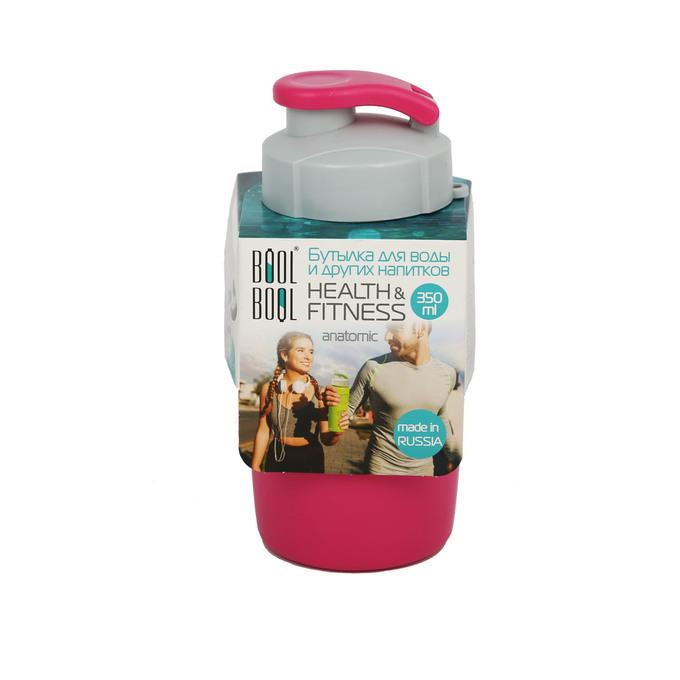 BOOL®
BOOL
Бутылка для воды
и других напитков
HEALTH &
FITNESS
350
ml
anatomic
made in
RUSSIA